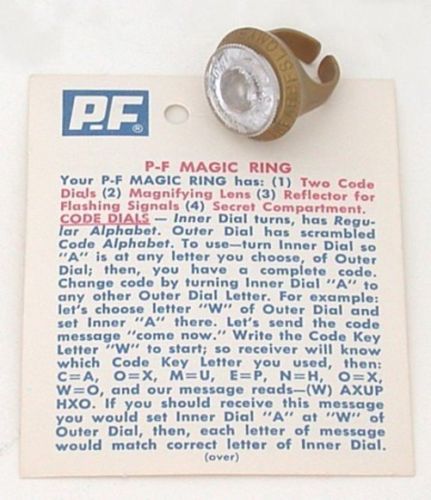 P-F®
P-F MAGIC RING
Your P-F MAGIC RING has: (1) Two Code
Dials (2) Magnifying Lens (3) Reflector for
Flashing Signals (4) Secret Compartment.
CODE DIALS — Inner Dial turns, has Regu-
lar Alphabet. Outer Dial has scrambled
Code Alphabet. To use—turn Inner Dial so
"A" is at any letter you choose, of Outer
Dial; then, you have a complete code.
Change code by turning Inner Dial "A" to
any other Outer Dial Letter. For example:
let's choose letter "W" of Outer Dial and
set Inner "A" there. Let's send the code
message "come now." Write the Code Key
Letter "W" to start; so receiver will know
which Code Key Letter you used, then:
C=A, O=X, M=U, E=P, N=H, O=X,
W=O, and our message reads—(W) AXUP
HXO. If you should receive this message
you would set Inner Dial "A" at "W" of
Outer Dial, then, each letter of message
would match correct letter of Inner Dial.
(over)